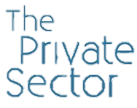 The
Private
Sector